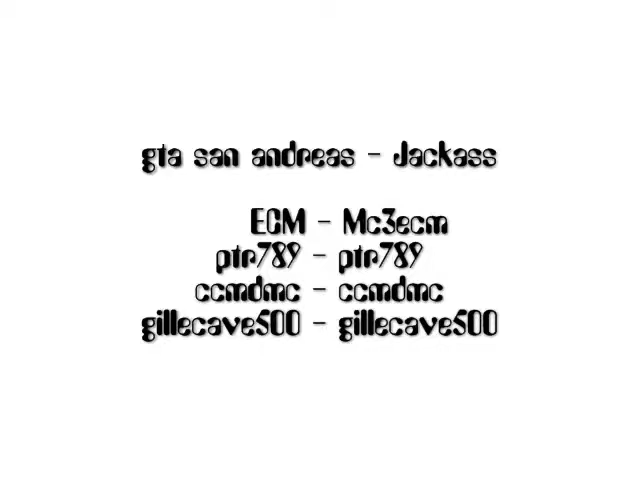 gta san andreas - Jackass
ECM - Mc3ecm
ptr789 - ptr789
ccmdmc - ccmdmc
gillecave500 - gillecave500